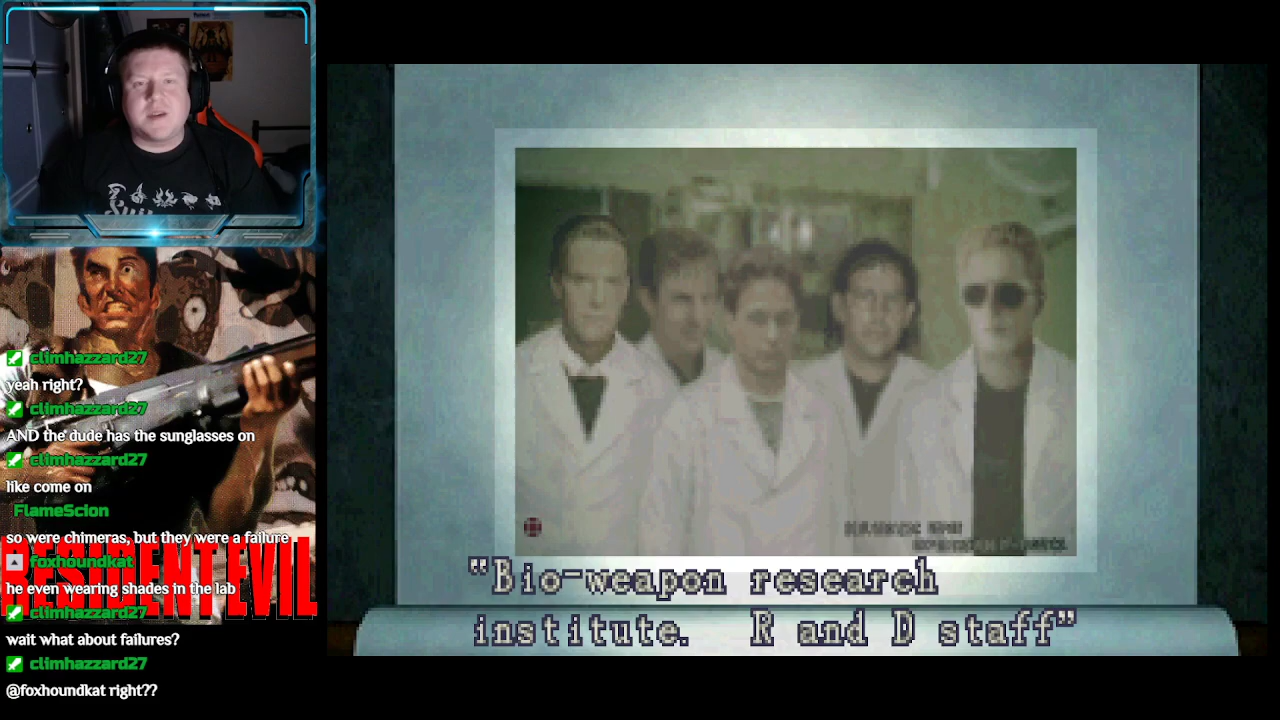 climhazzard27
yeah right?
climhazzard27
AND the dude has the sunglasses on
climhazzard27
like come on
FlameScion
so were chimeras, but they were a failure
foxhoundkat
he even wearing shades in the lab
climhazzard27
wait what about failures?
climhazzard27
@foxhoundkat right??
RESIDENT EVIL
"Bio-weapon research
institute. R and D staff"